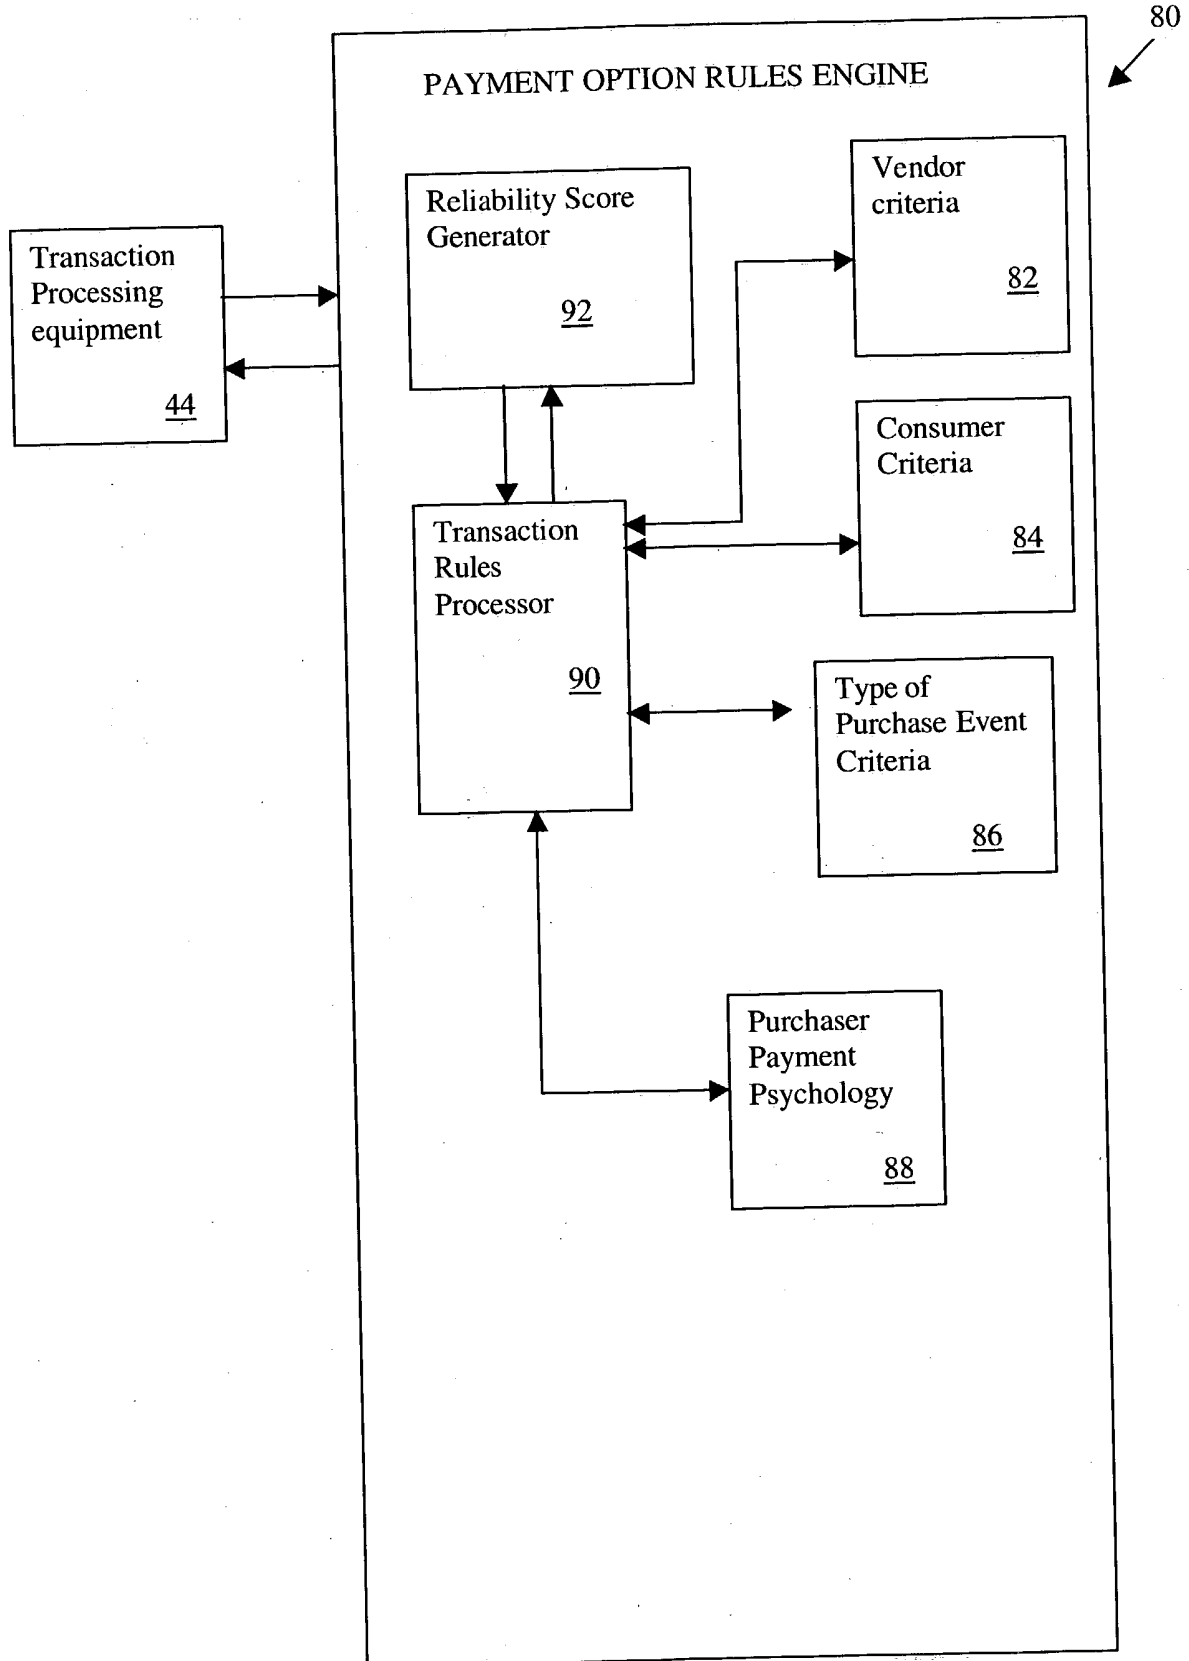 80
PAYMENT OPTION RULES ENGINE
Transaction
Processing
equipment
44
Reliability Score
Generator
92
Vendor
criteria
82
Consumer
Criteria
84
Transaction
Rules
Processor
90
Type of
Purchase Event
Criteria
86
Purchaser
Payment
Psychology
88